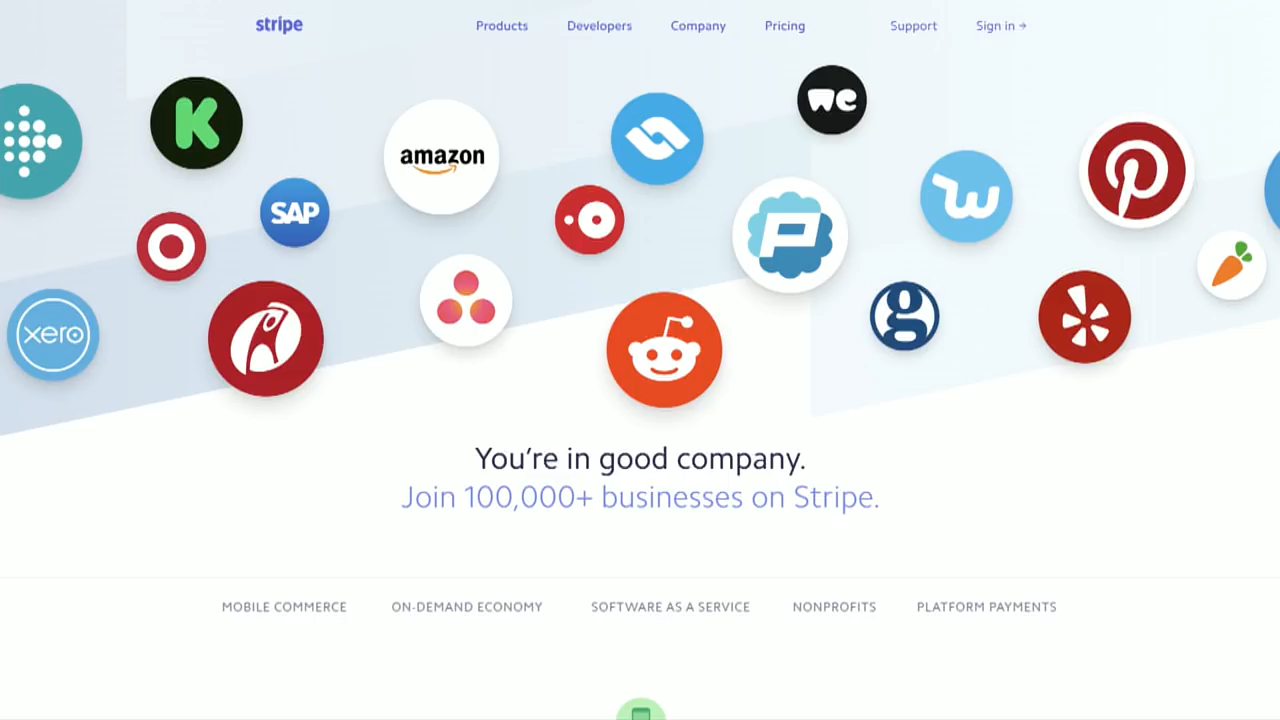 stripe
Products Developers Company Pricing Support Sign in →
K
we
amazon
SAP
P
w
xero
g
You're in good company.
Join 100,000+ businesses on Stripe.
MOBILE COMMERCE ON-DEMAND ECONOMY SOFTWARE AS A SERVICE NONPROFITS PLATFORM PAYMENTS